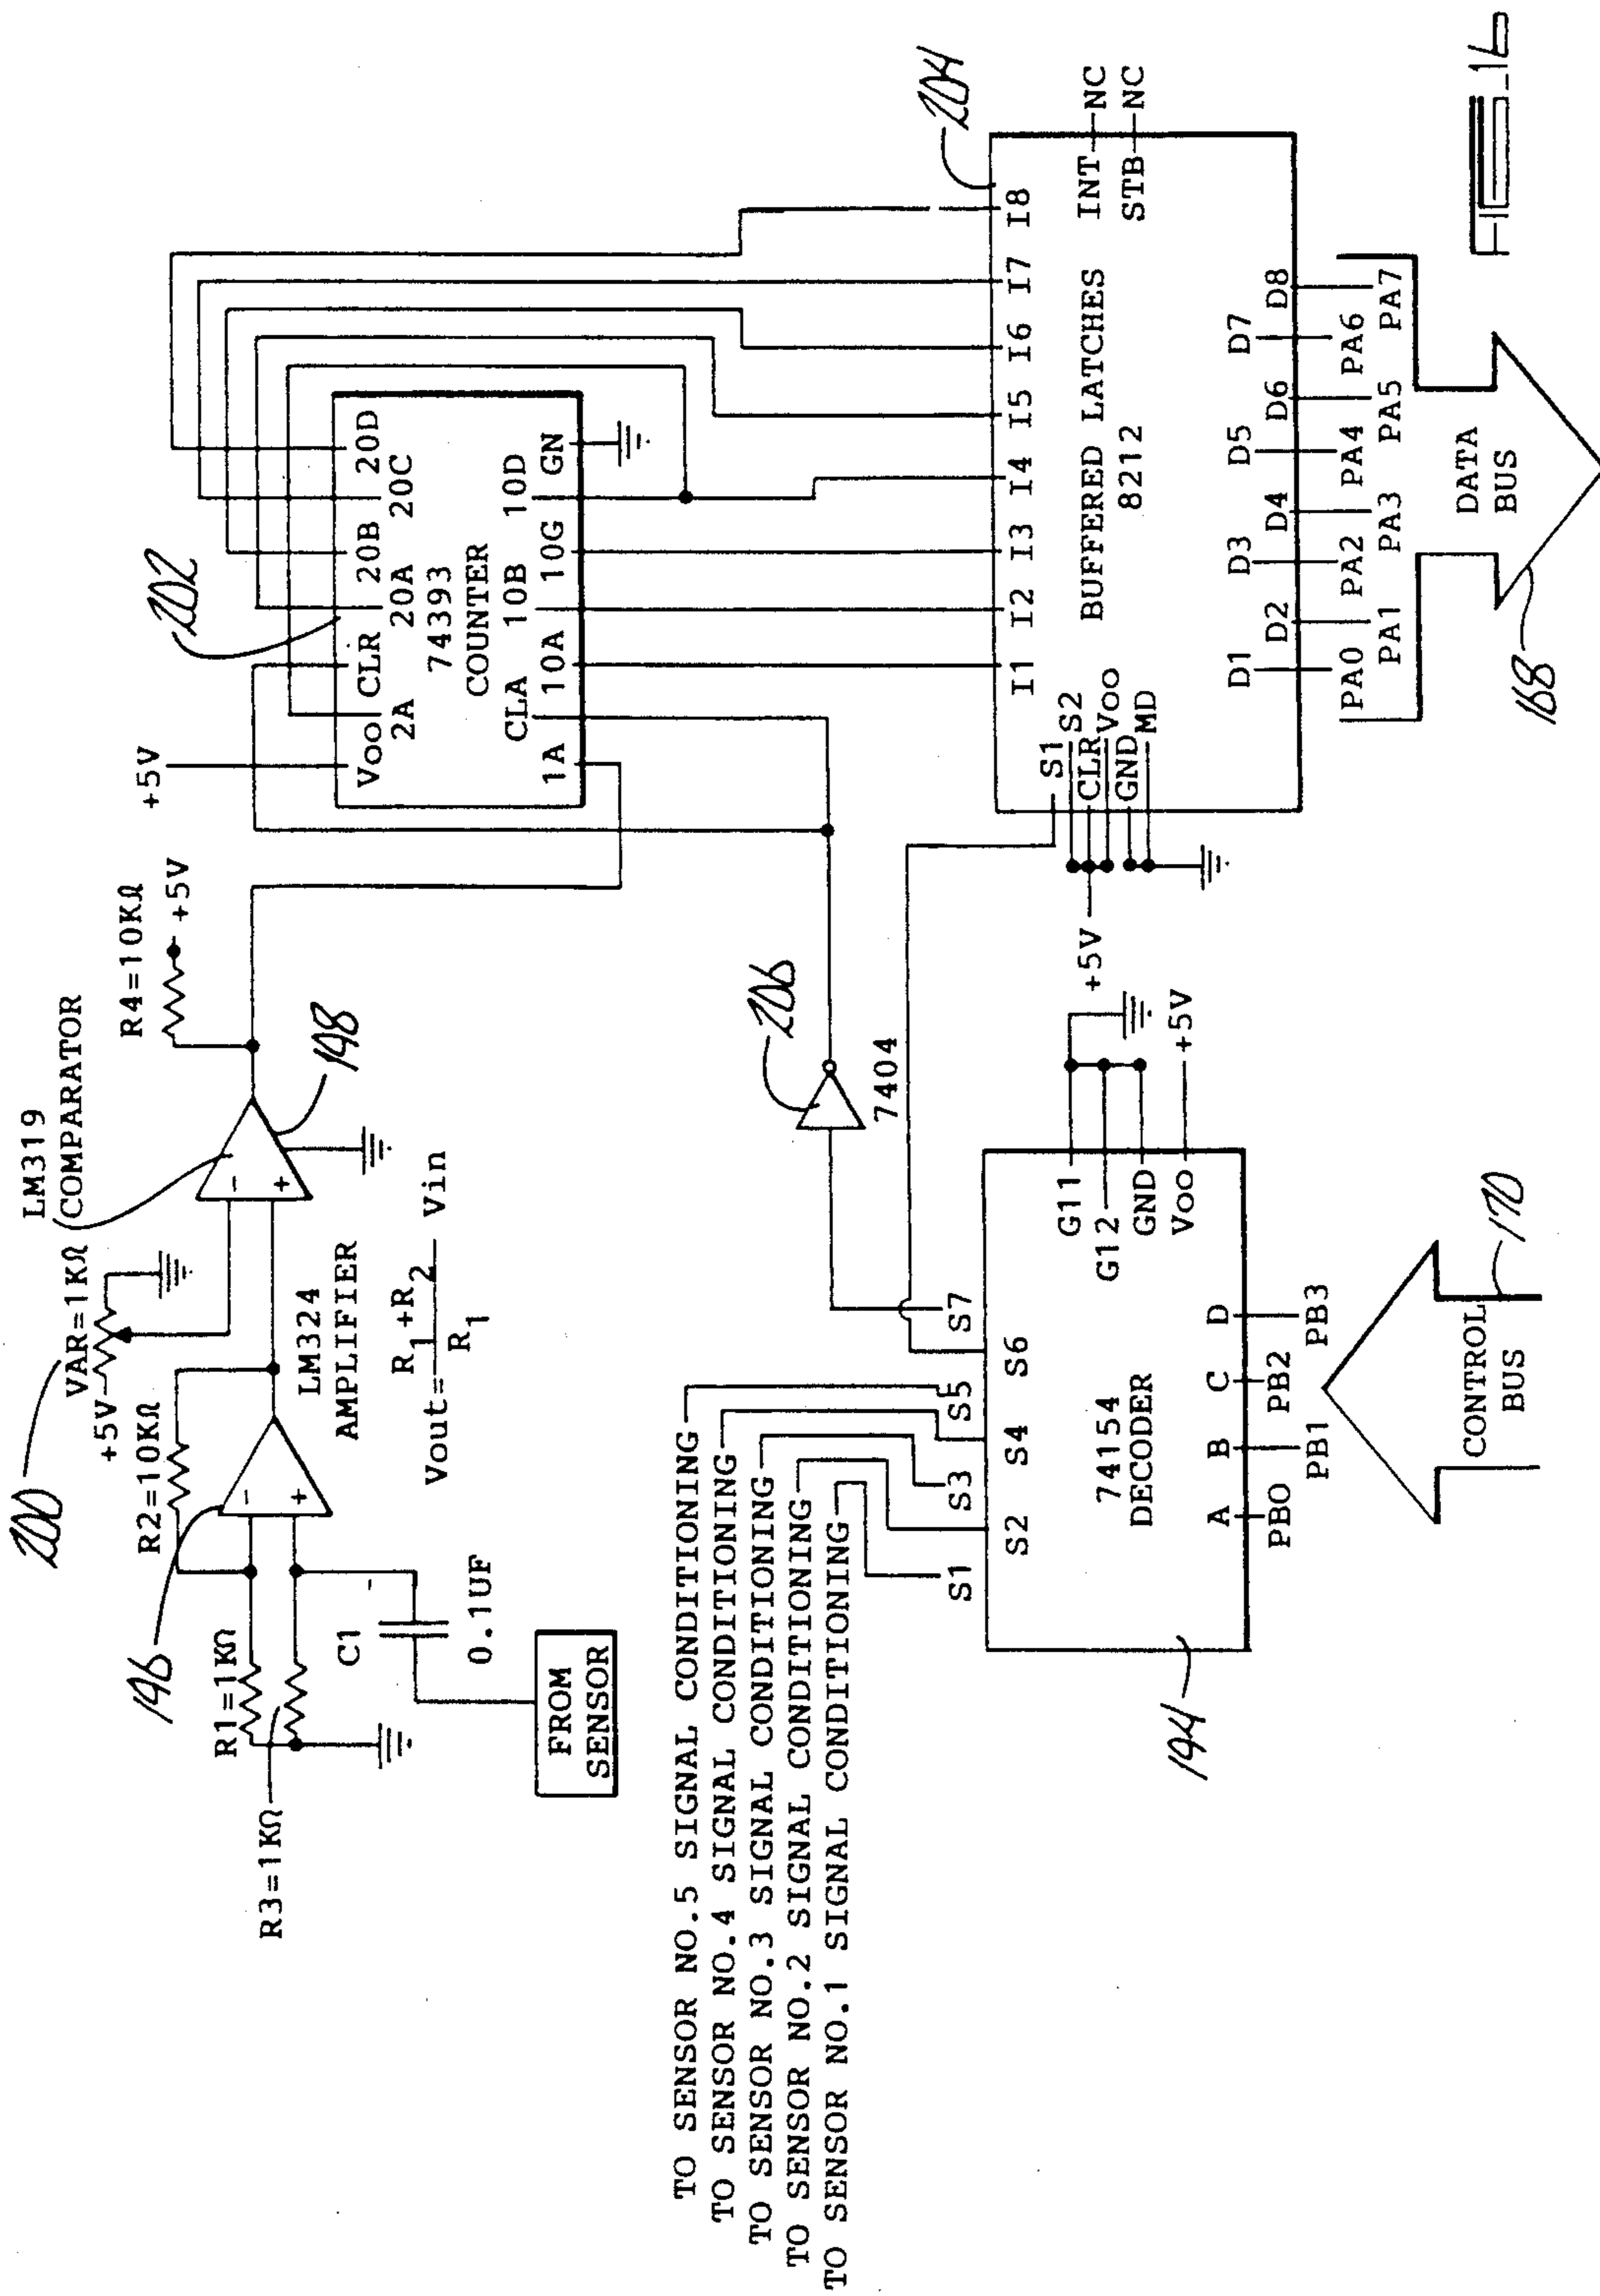 200
VAR=1KΩ
+5V
LM319
COMPARATOR
R4=10KΩ
+5V
198
R2=10KΩ
196
R1=1KΩ
R3=1KΩ
C1
0.1UF
FROM
SENSOR
LM324
AMPLIFIER
Vout= R1+R2 / R1 Vin
- +
- +
-
+5V
202
Voo CLR 20B 20D
2A 20A 20C
74393
COUNTER
CLA 10B 10D
1A 10A 10G GN
206
7404
TO SENSOR NO.5 SIGNAL CONDITIONING
TO SENSOR NO.4 SIGNAL CONDITIONING
TO SENSOR NO.3 SIGNAL CONDITIONING
TO SENSOR NO.2 SIGNAL CONDITIONING
TO SENSOR NO.1 SIGNAL CONDITIONING
S1 S3 S5 S7
S2 S4 S6
74154
DECODER
G11
G12
GND
Voo
+5V
A B C D
PB0 PB2 PB3
PB1
194
CONTROL
BUS
170
204
I1 I2 I3 I4 I5 I6 I7 I8
S1
S2
CLR
Voo
GND
MD
+5V
BUFFERED LATCHES
8212
INT NC
STB NC
D1 D3 D5 D7
D2 D4 D6 D8
PA0 PA2 PA4 PA6
PA1 PA3 PA5 PA7
DATA
BUS
168
FIG_16